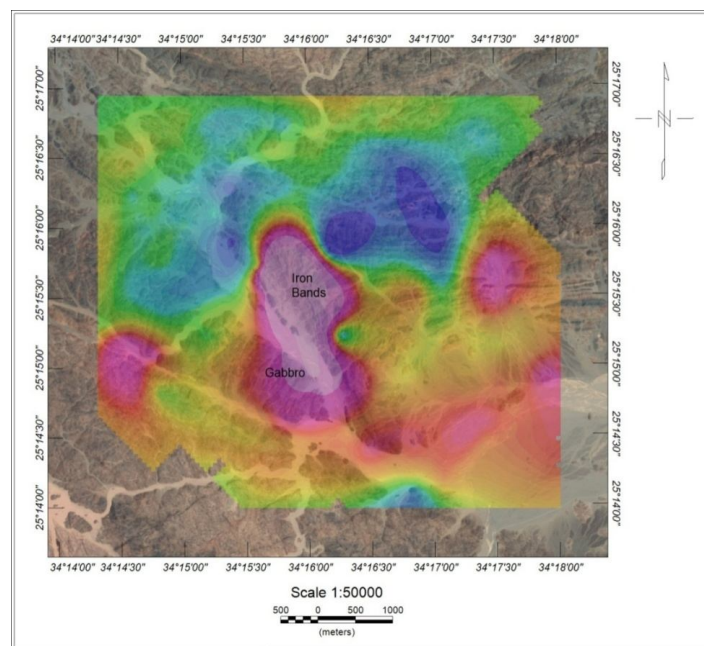 34°14'00" 34°14'30" 34°15'00" 34°15'30" 34°16'00" 34°16'30" 34°17'00" 34°17'30" 34°18'00"
25°17'00" 25°17'00"
N
25°16'30" 25°16'30"
25°16'00" 25°16'00"
Iron
Bands
25°15'30" 25°15'30"
25°15'00" 25°15'00"
Gabbro
25°14'30" 25°14'30"
25°14'00" 25°14'00"
34°14'00" 34°14'30" 34°15'00" 34°15'30" 34°16'00" 34°16'30" 34°17'00" 34°17'30" 34°18'00"
Scale 1:50000
500 0 500 1000
(meters)